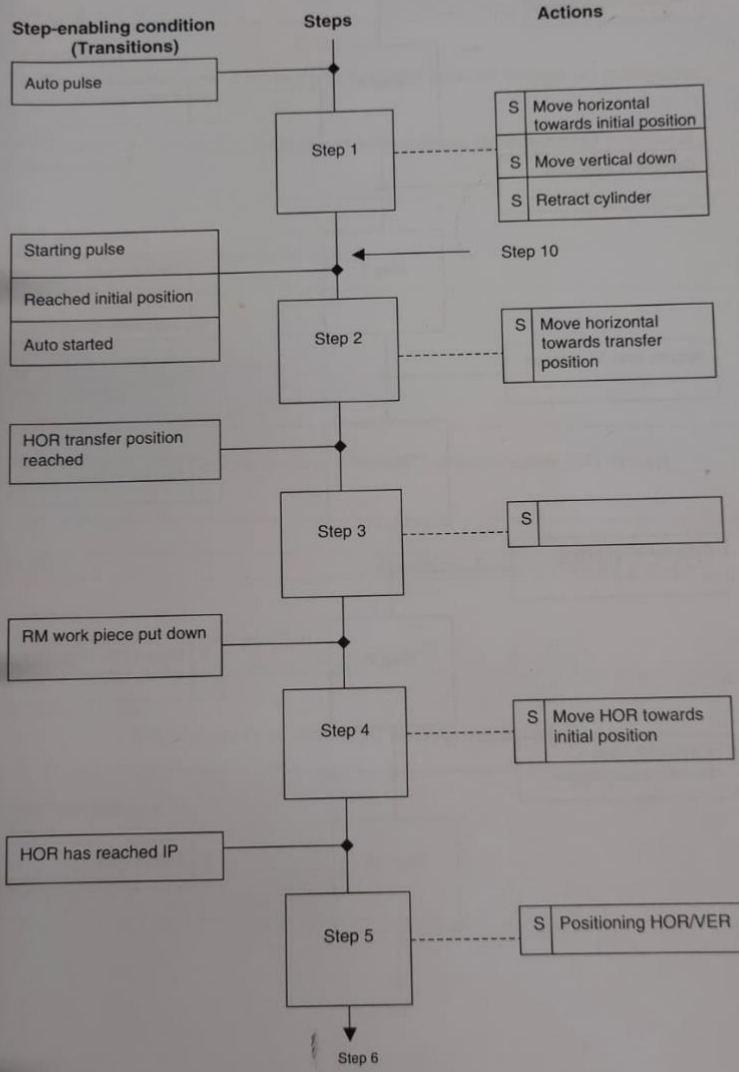 Step-enabling condition
(Transitions)
Steps
Actions
Auto pulse
Step 1
S Move horizontal
towards initial position
S Move vertical down
S Retract cylinder
Starting pulse
Reached initial position
Auto started
Step 10
Step 2
S Move horizontal
towards transfer
position
HOR transfer position
reached
Step 3
S
RM work piece put down
Step 4
S Move HOR towards
initial position
HOR has reached IP
Step 5
S Positioning HOR/VER
Step 6